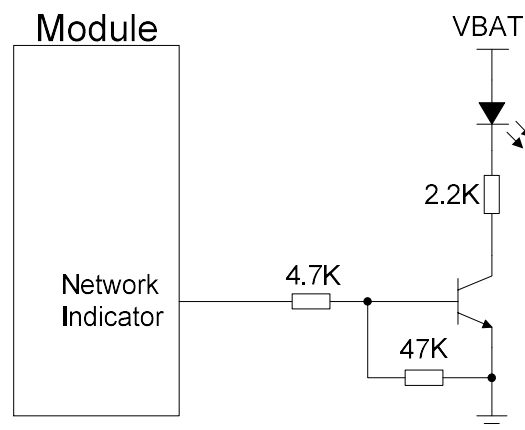 Module
VBAT
2.2K
4.7K
Network
Indicator
47K